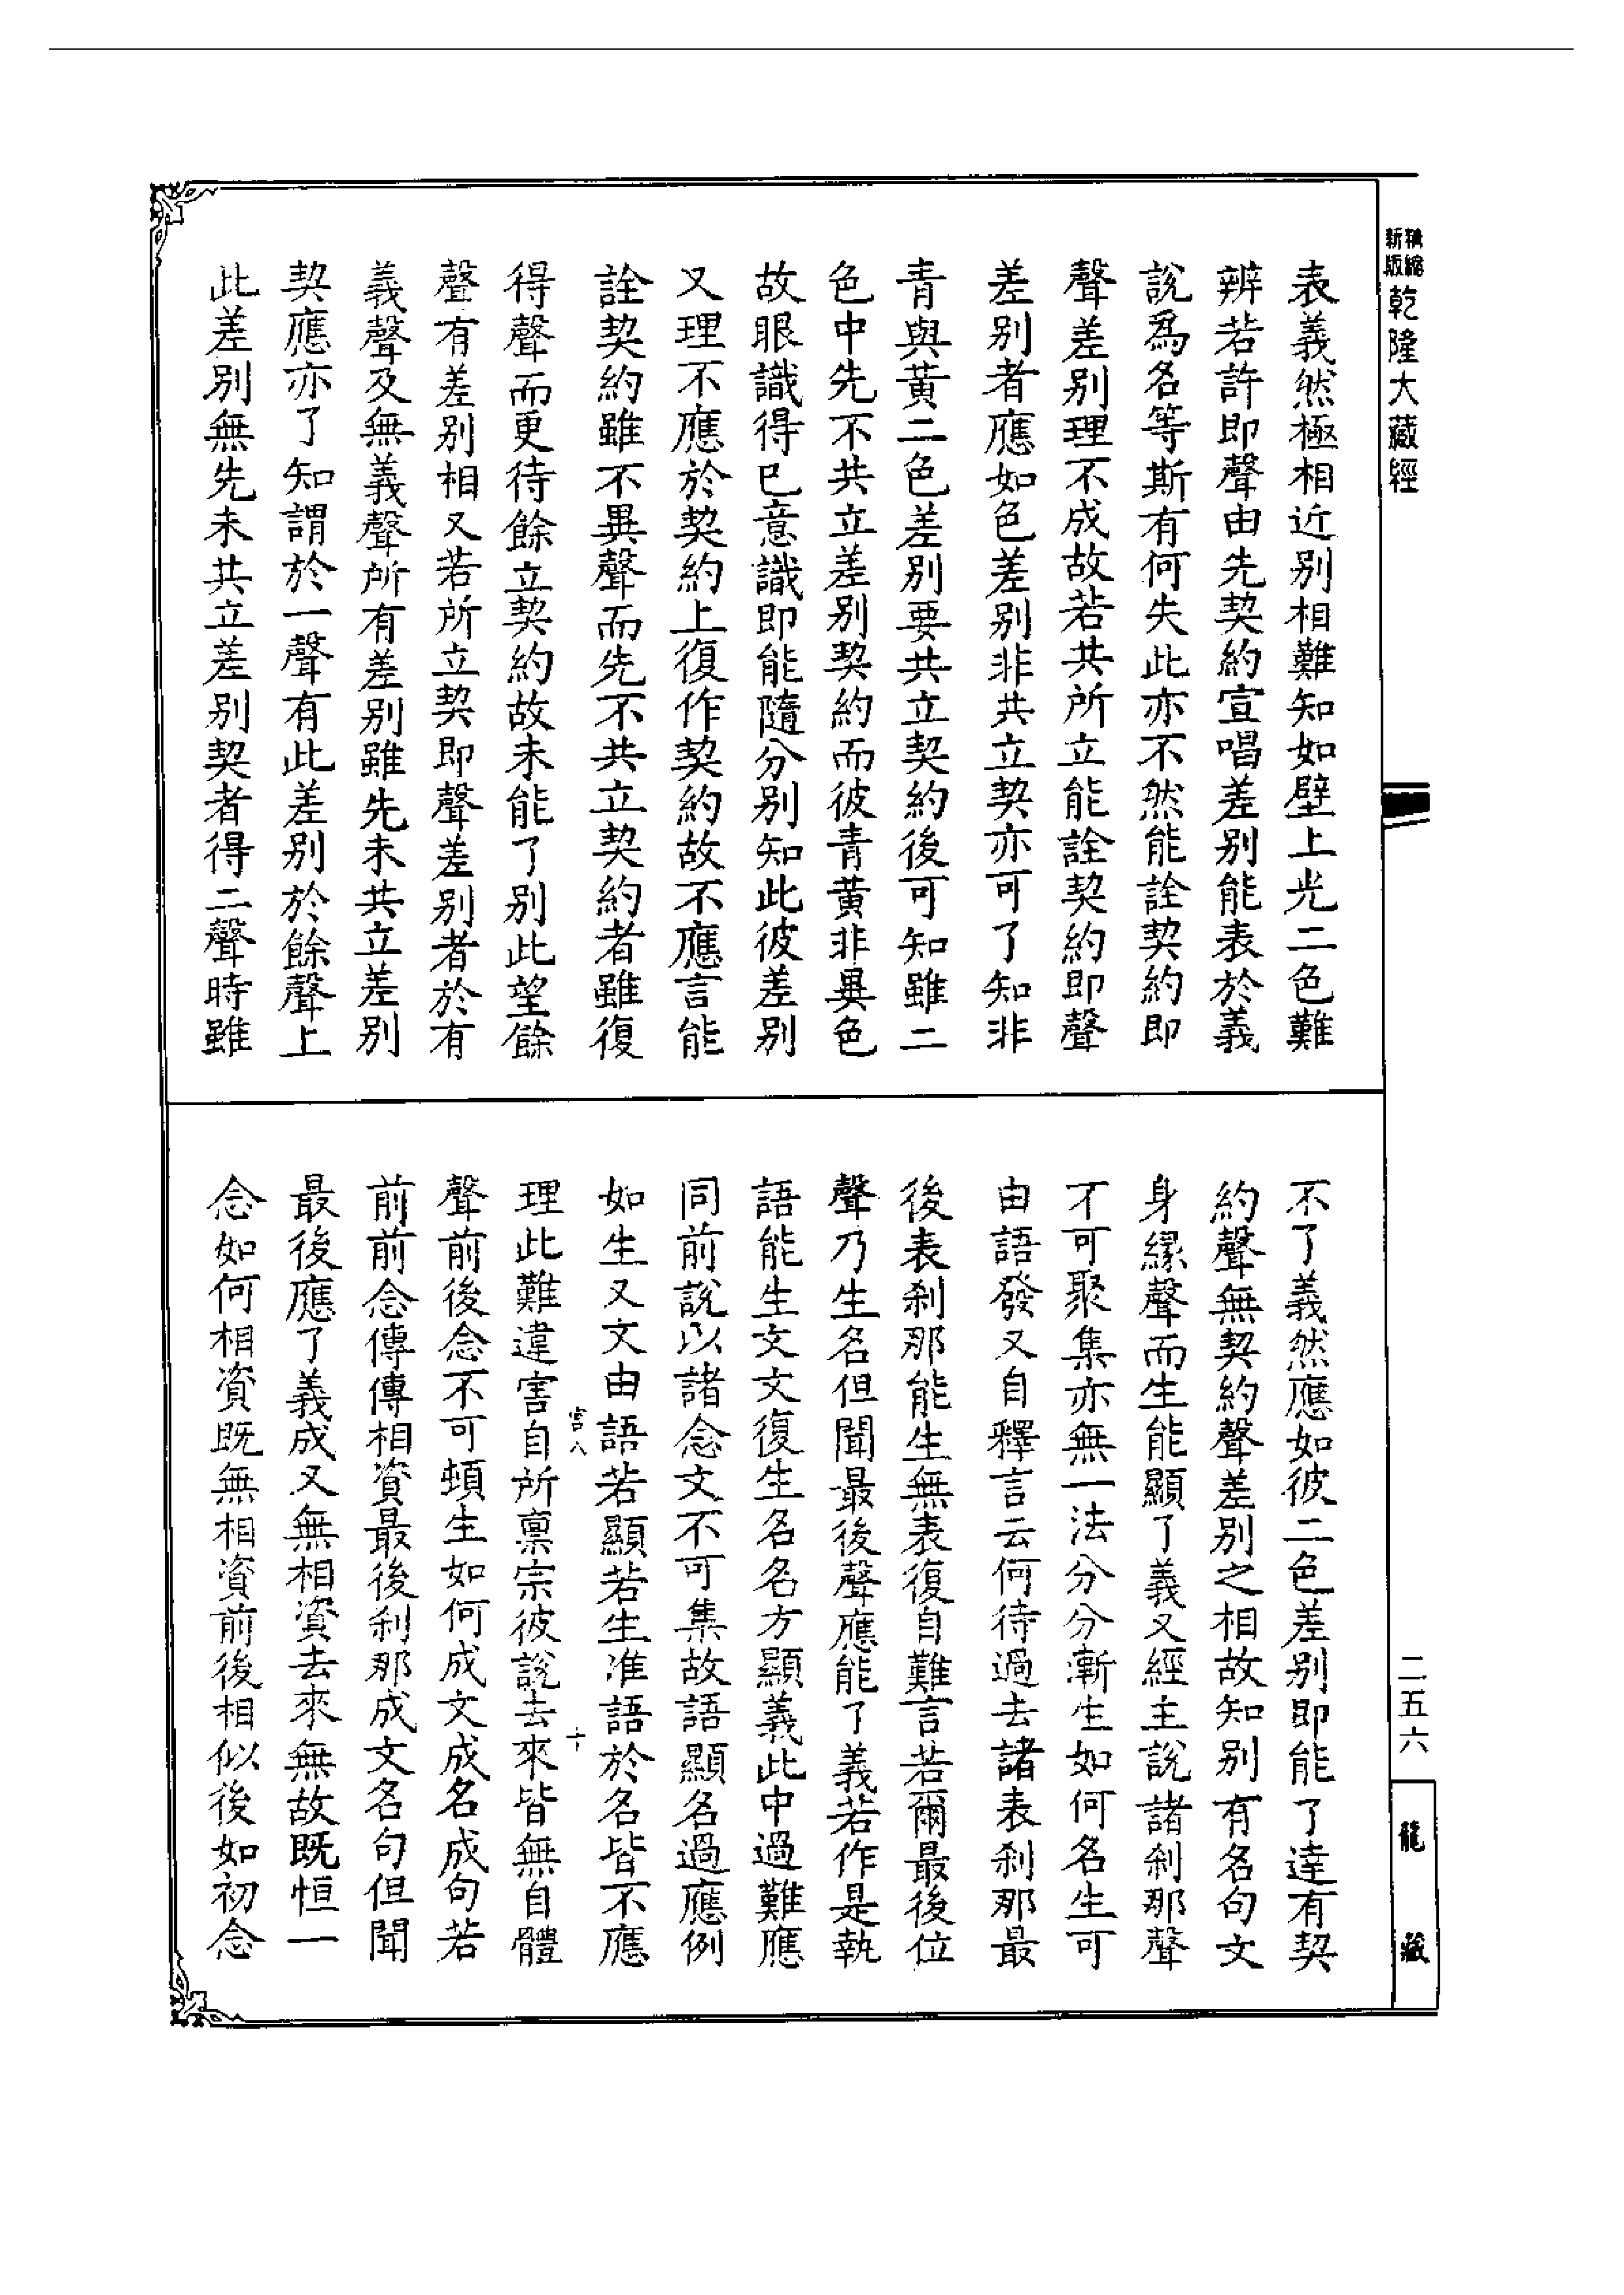 新版
精縮
乾隆大藏經
表義然極相近別相難知如壁上光二色難
辨若許即聲由先契約宣唱差別能表於義
說為名等斯有何失此亦不然能詮契約即
聲差別理不成故若共所立能詮契約即聲
差別者應如色差別非共立契亦可了知非
青與黃二色差別要共立契約後可知雖二
色中先不共立差別契約而彼青黃非異色
故眼識得已意識即能隨分別知此彼差別
又理不應於契約上復作契約故不應言能
詮契約雖不異聲而先不共立契約者雖復
得聲而更待餘立契約故未能了別此望餘
聲有差別相又若所立契即聲差別者於有
義聲及無義聲所有差別雖先未共立差別
契應亦了知謂於一聲有此差別於餘聲上
此差別無先未共立差別契者得二聲時雖
不了義然應如彼二色差別即能了達有契
約聲無契約聲差別之相故知別有名句文
身緣聲而生能顯了義又經主說諸剎那聲
不可聚集亦無一法分分漸生如何名生可
由語發又自釋言云何待過去諸表剎那最
後表剎那能生無表復自難言若爾最後位
聲乃生名但聞最後聲應能了義若作是執
語能生文文復生名名方顯義此中過難應
同前說以諸念文不可集故語顯名過應例
如生又文由語若顯若生准語於名皆不應
宮八
十
理此難違害自所禀宗彼說去來皆無自體
聲前後念不可頓生如何成文成名成句若
前前念傳傳相資最後剎那成文名句但聞
最後應了義成又無相資去來無故既恒一
念如何相資既無相資前後相似後如初念
二五六
龍藏